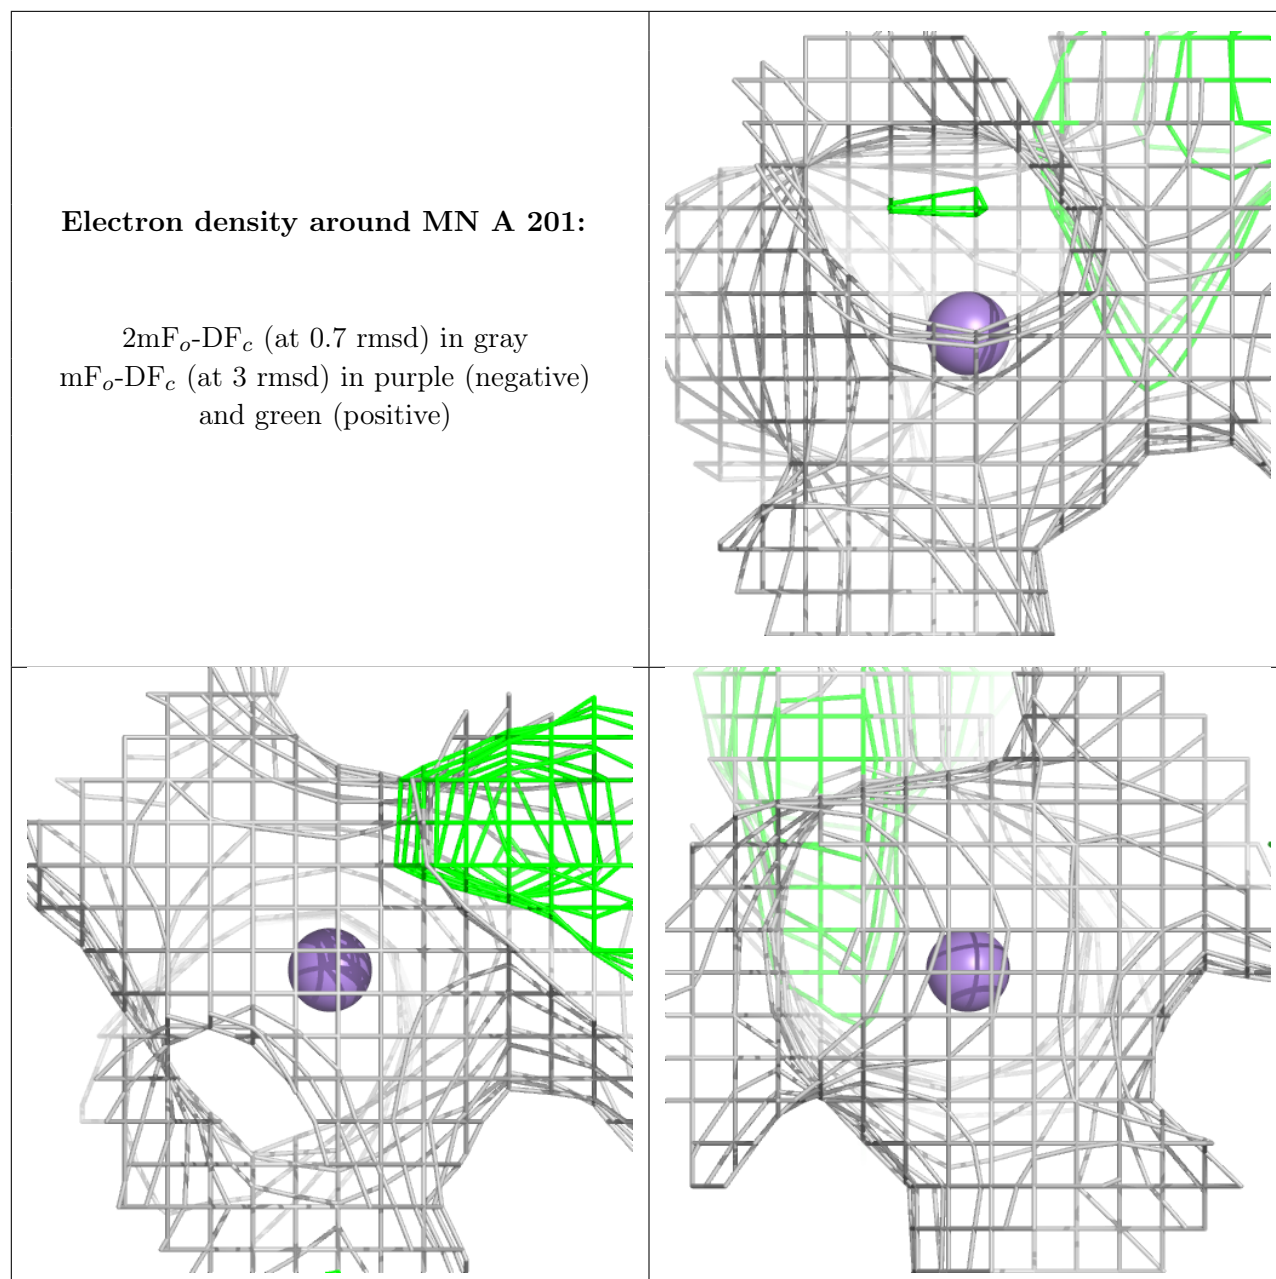 Electron density around MN A 201:
2mFo-DFc (at 0.7 rmsd) in gray
mFo-DFc (at 3 rmsd) in purple (negative)
and green (positive)